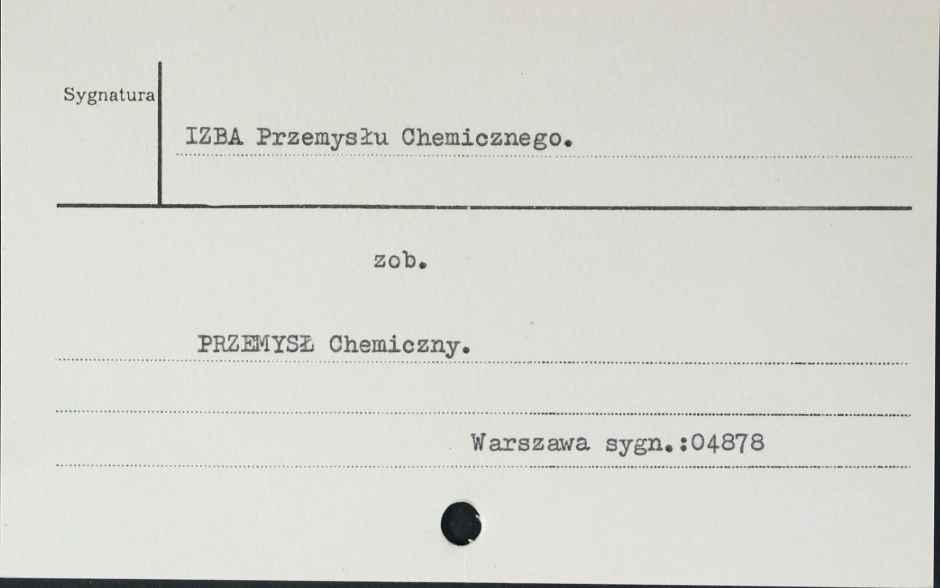 Sygnatura
IZBA Przemysłu Chemicznego.
zob.
PRZEMYSŁ Chemiczny.
Warszawa sygn.:04878